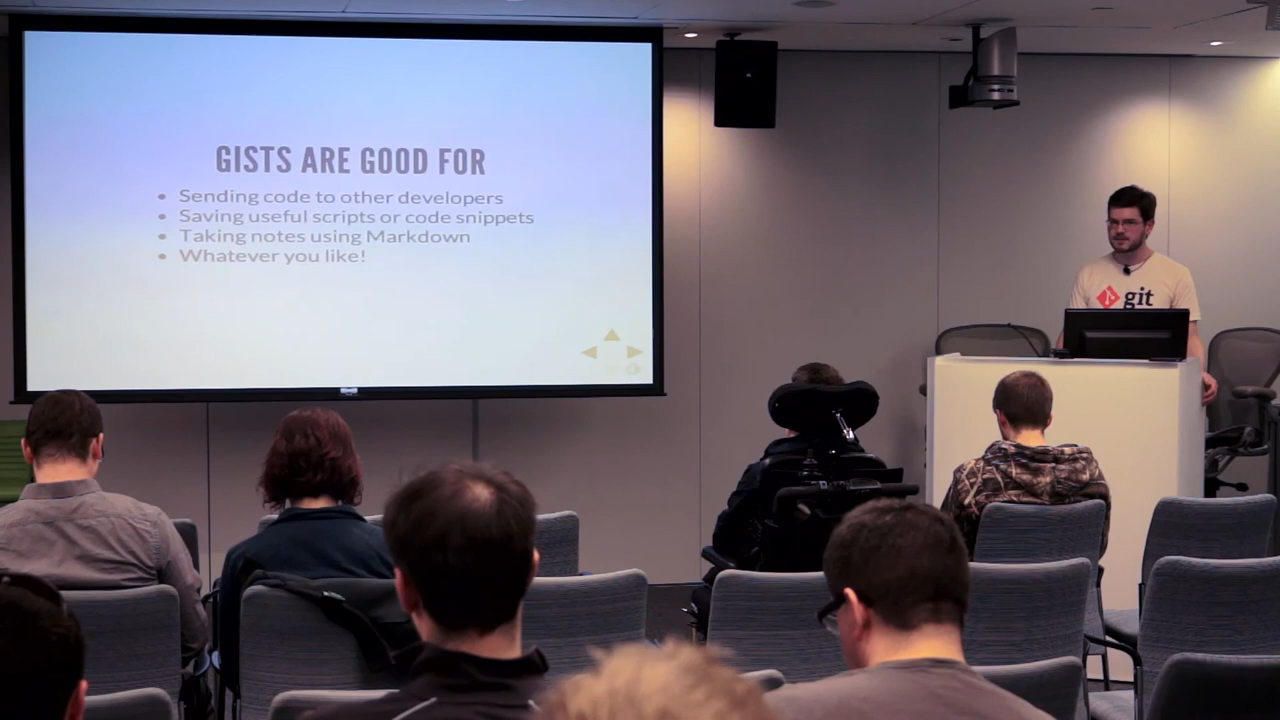 GISTS ARE GOOD FOR
• Sending code to other developers
• Saving useful scripts or code snippets
• Taking notes using Markdown
• Whatever you like!
git